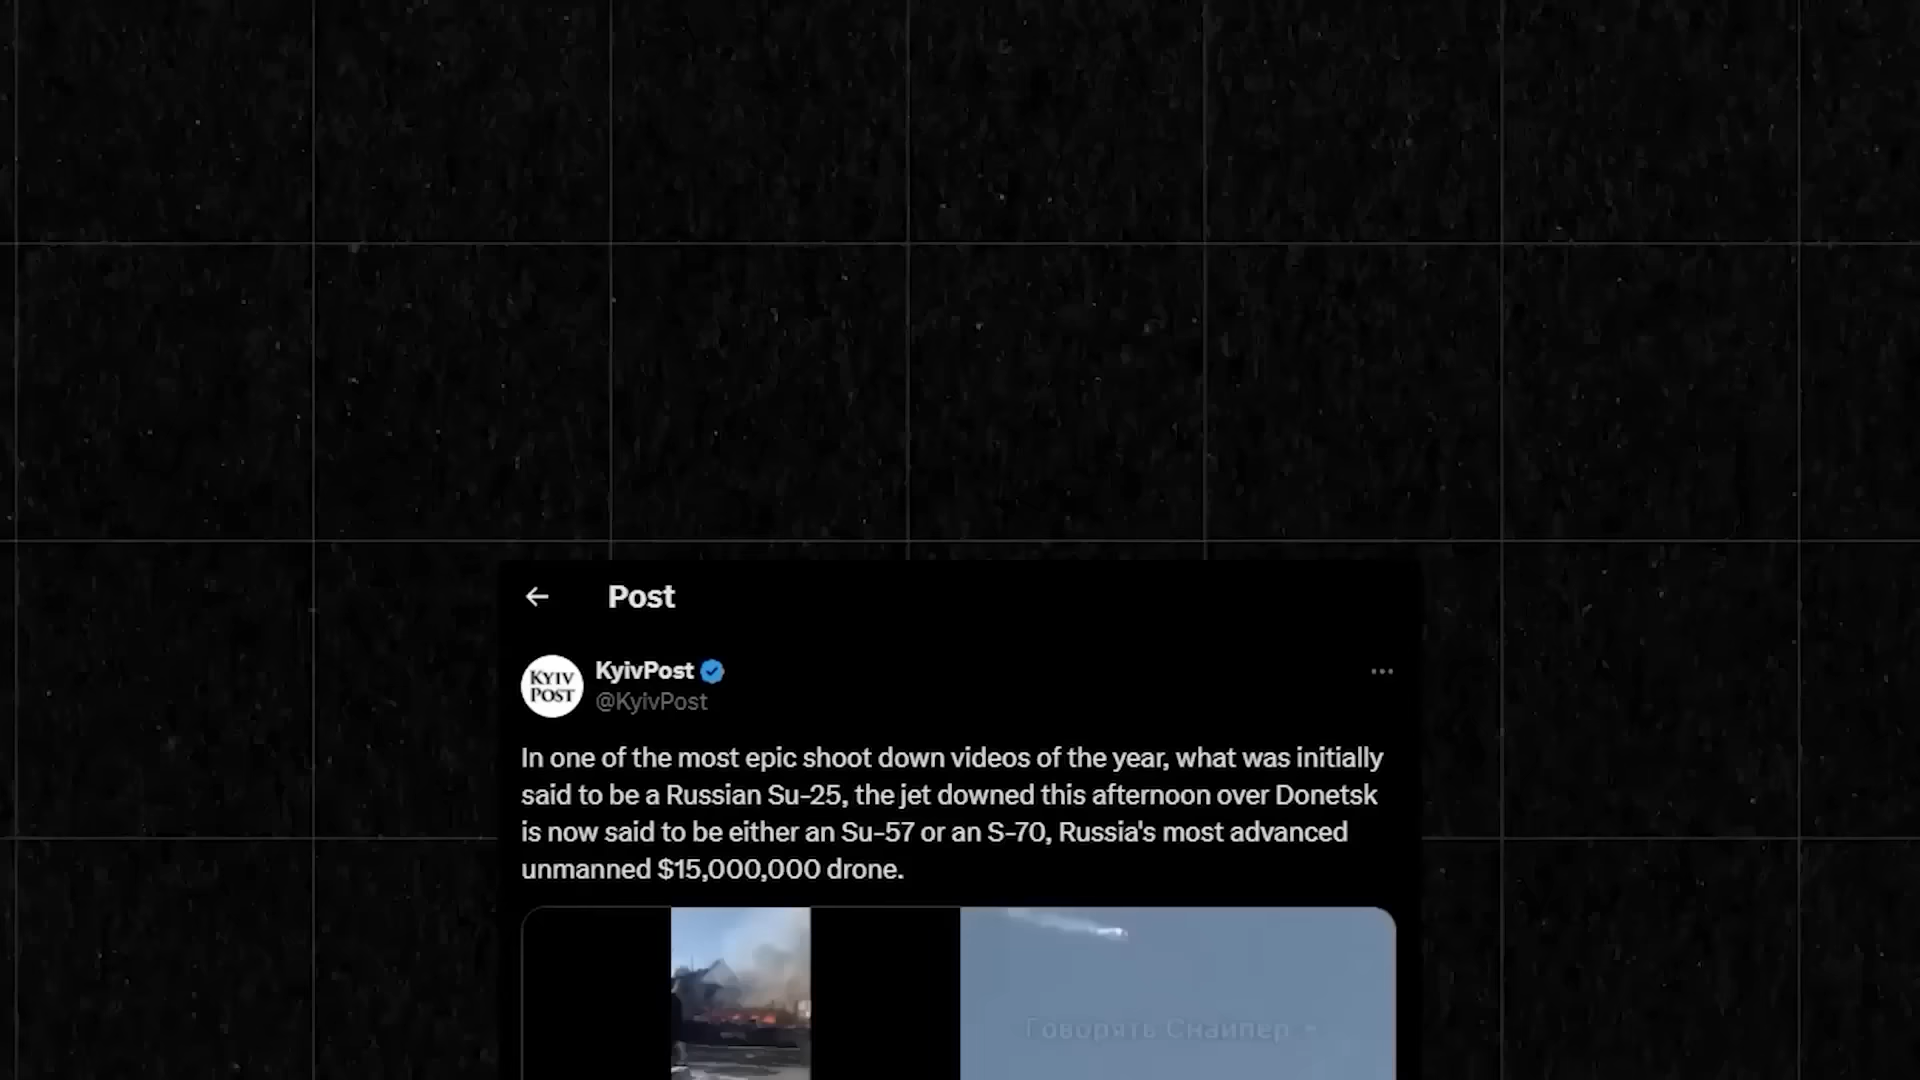 Post
KYIV
POST
KyivPost
@KyivPost
In one of the most epic shoot down videos of the year, what was initially
said to be a Russian Su-25, the jet downed this afternoon over Donetsk
is now said to be either an Su-57 or an S-70, Russia's most advanced
unmanned $15,000,000 drone.
Говорять Снайпер